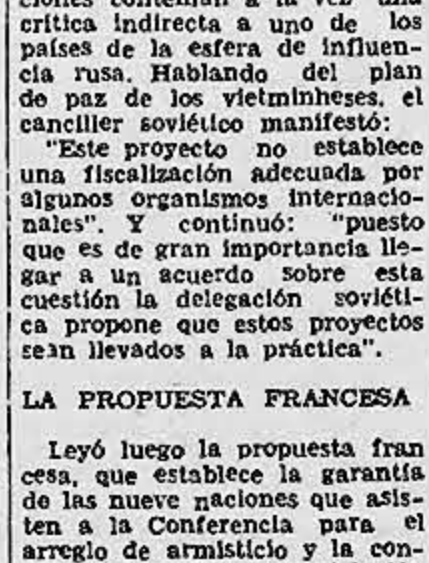 ciones contenían a la vez una
crítica indirecta a uno de los
países de la esfera de influen-
cia rusa. Hablando del plan
de paz de los vietminheses, el
canciller soviético manifestó:
"Este proyecto no establece
una fiscalización adecuada por
algunos organismos internacio-
nales". Y continuó: "puesto
que es de gran importancia lle-
gar a un acuerdo sobre esta
cuestión la delegación soviéti-
ca propone que estos proyectos
sean llevados a la práctica".
LA PROPUESTA FRANCESA
Leyó luego la propuesta fran
cesa, que establece la garantía
de las nueve naciones que asis-
ten a la Conferencia para el
arreglo de armisticio y la con-